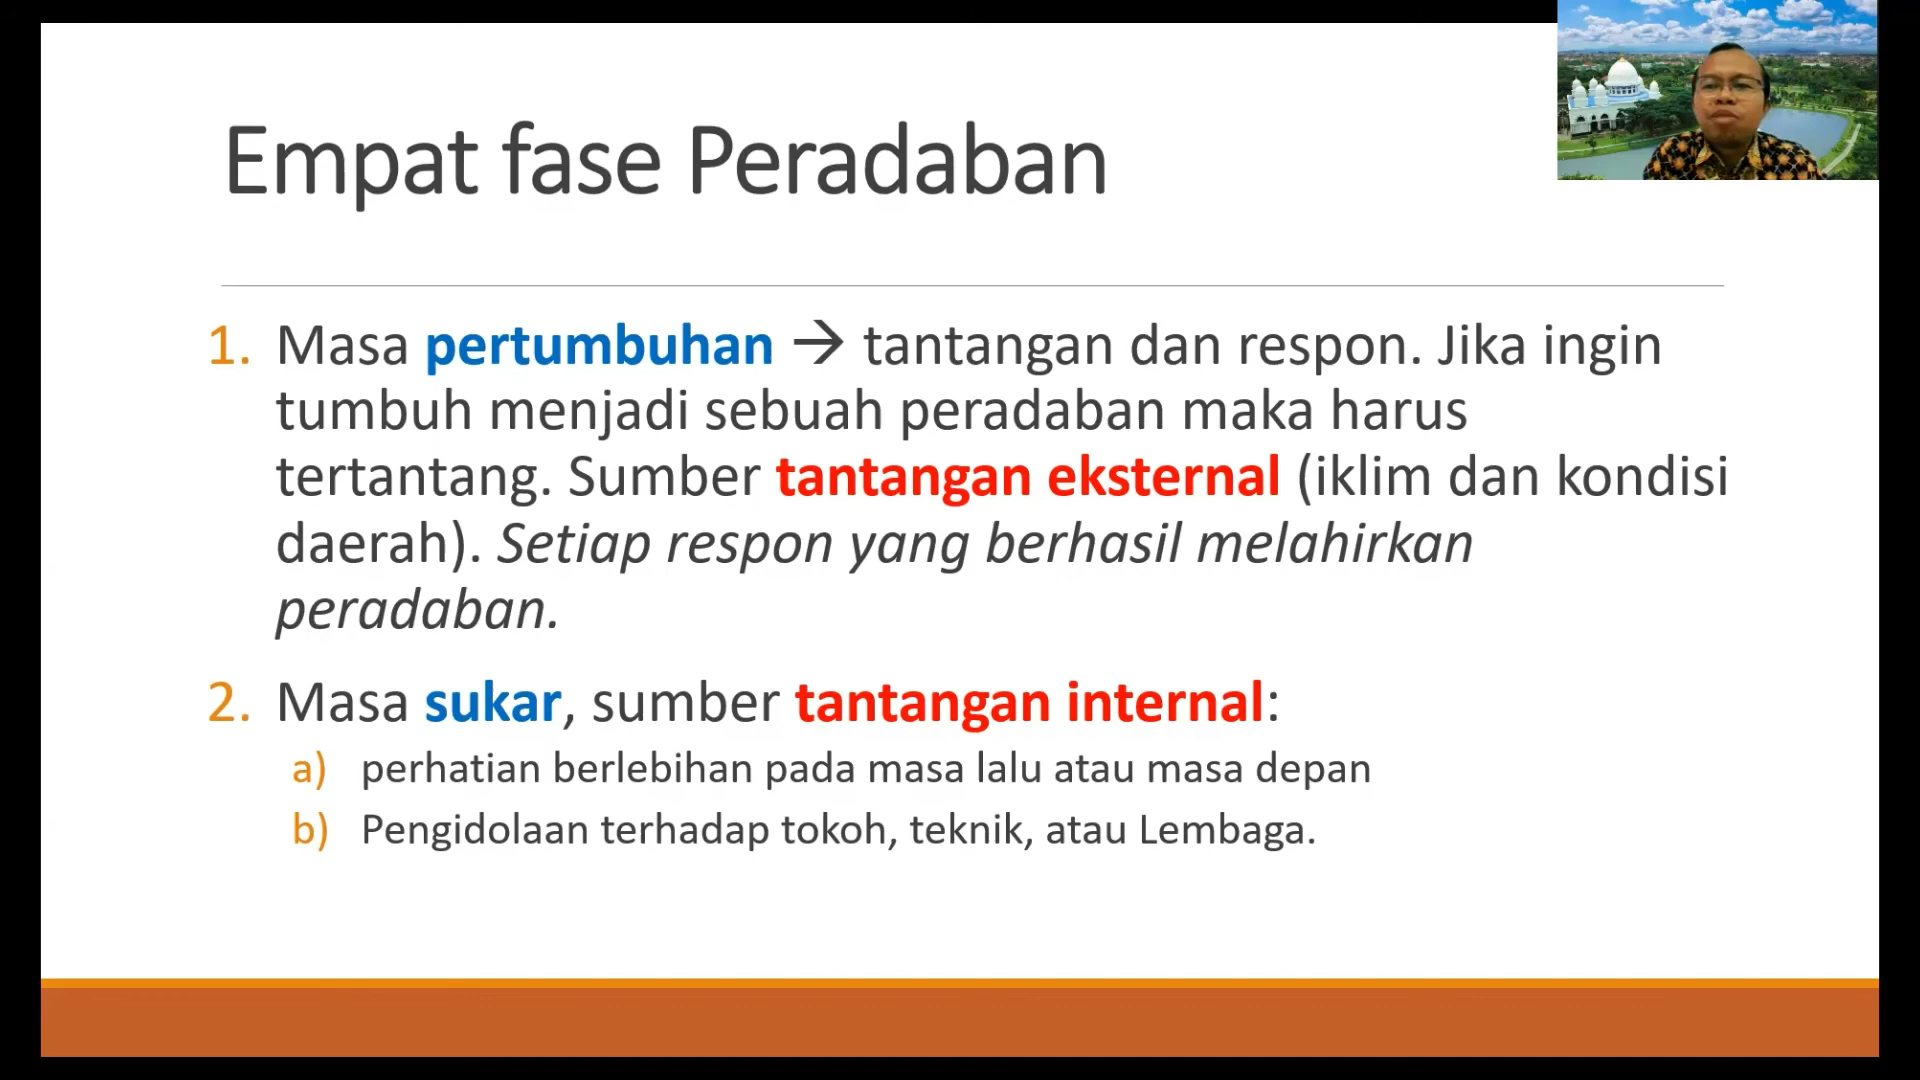 Empat fase Peradaban
1. Masa pertumbuhan → tantangan dan respon. Jika ingin
tumbuh menjadi sebuah peradaban maka harus
tertantang. Sumber tantangan eksternal (iklim dan kondisi
daerah). Setiap respon yang berhasil melahirkan
peradaban.
2. Masa sukar, sumber tantangan internal:
a) perhatian berlebihan pada masa lalu atau masa depan
b) Pengidolaan terhadap tokoh, teknik, atau Lembaga.